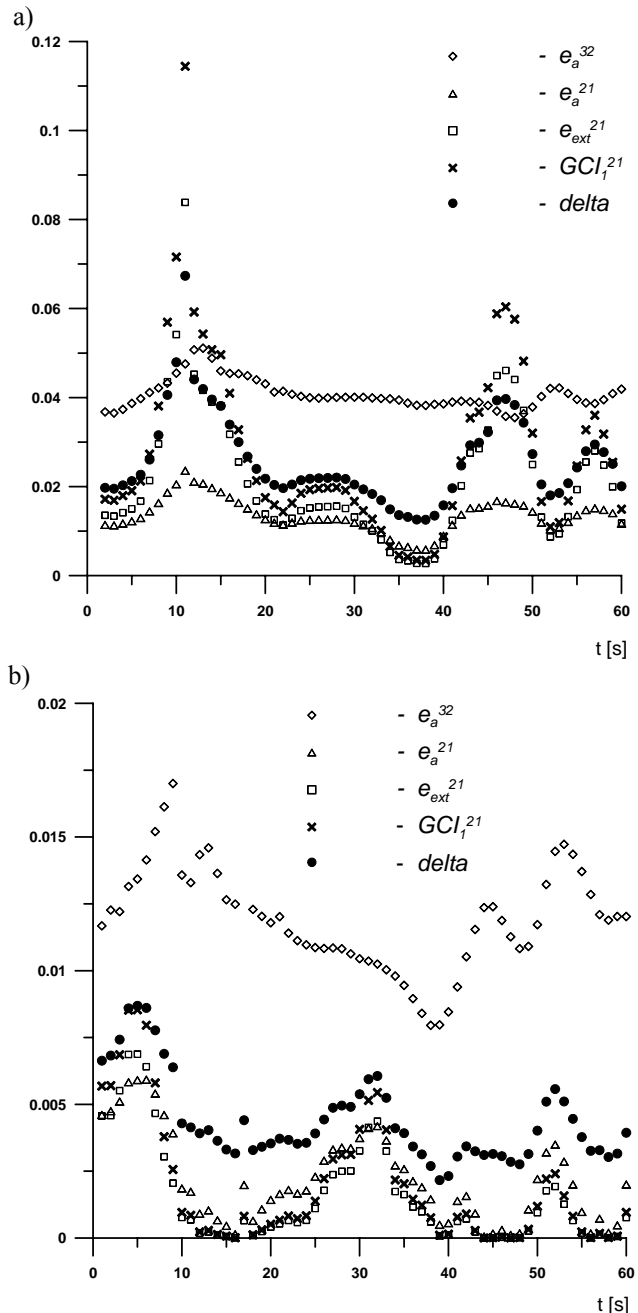 a)
0.12
0.1
0.08
0.06
0.04
0.02
0
- e_a^32
- e_a^21
- e_ext^21
- GCI_1^21
- delta
0 10 20 30 40 50 60
t [s]
b)
0.02
0.015
0.01
0.005
0
- e_a^32
- e_a^21
- e_ext^21
- GCI_1^21
- delta
0 10 20 30 40 50 60
t [s]